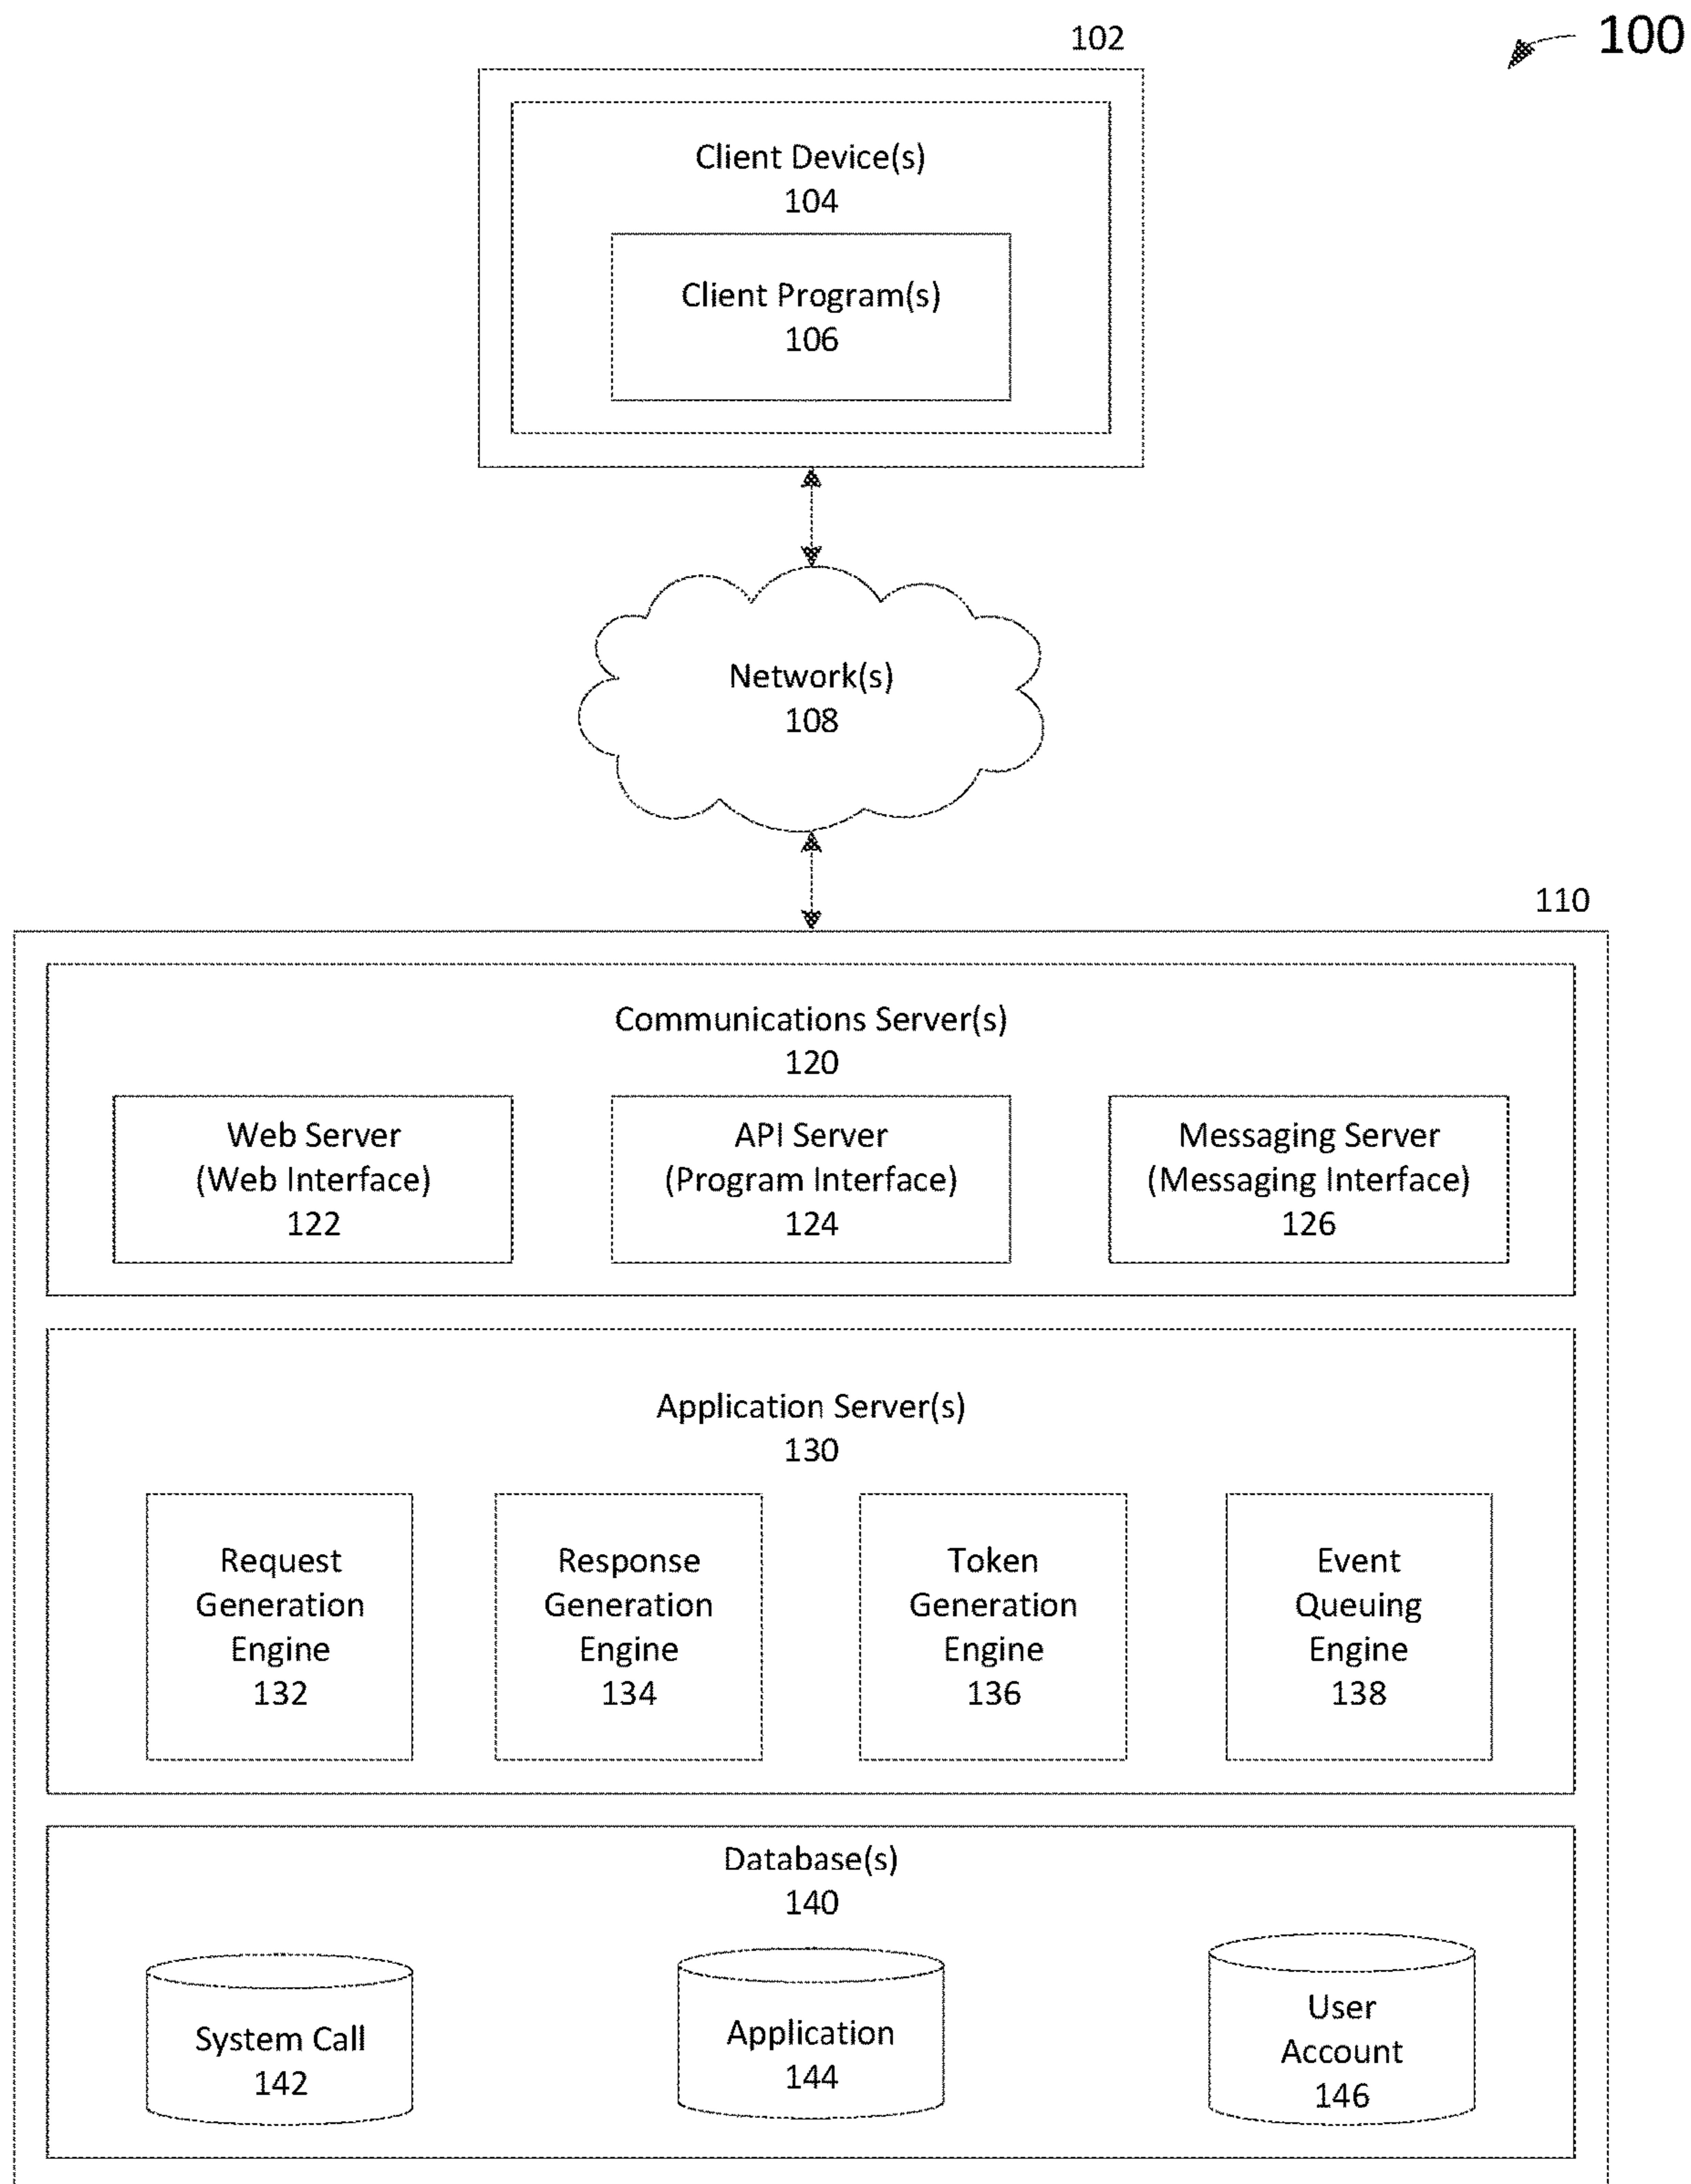 100
102
Client Device(s)
104
Client Program(s)
106
Network(s)
108
110
Communications Server(s)
120
Web Server
(Web Interface)
122
API Server
(Program Interface)
124
Messaging Server
(Messaging Interface)
126
Application Server(s)
130
Request
Generation
Engine
132
Response
Generation
Engine
134
Token
Generation
Engine
136
Event
Queuing
Engine
138
Database(s)
140
System Call
142
Application
144
User
Account
146